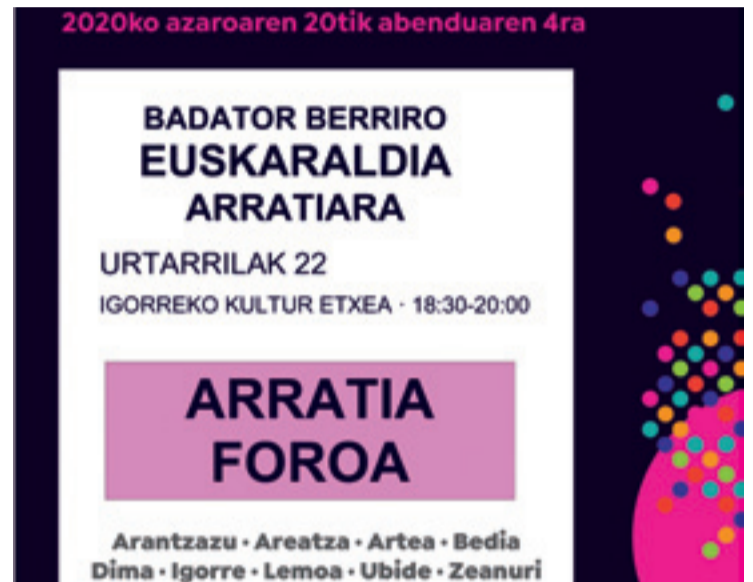 2020ko azaroaren 20tik abenduaren 4ra
BADATOR BERRIRO
EUSKARALDIA
ARRATIARA
URTARRILAK 22
IGORREKO KULTUR ETXEA · 18:30-20:00
ARRATIA
FOROA
Arantzazu · Areatza · Artea · Bedia
Dima · Igorre · Lemoa · Ubide · Zeanuri